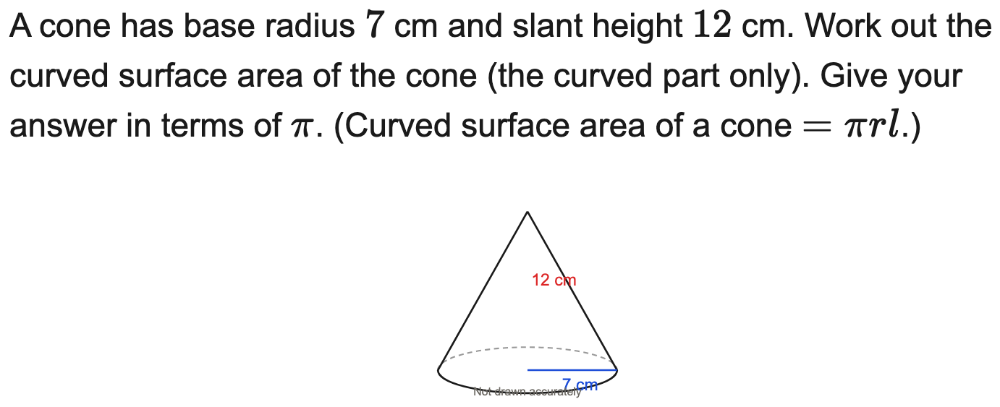 A cone has base radius 7 cm and slant height 12 cm. Work out the
curved surface area of the cone (the curved part only). Give your
answer in terms of π. (Curved surface area of a cone = πrl.)
12 cm
7 cm
Not drawn accurately